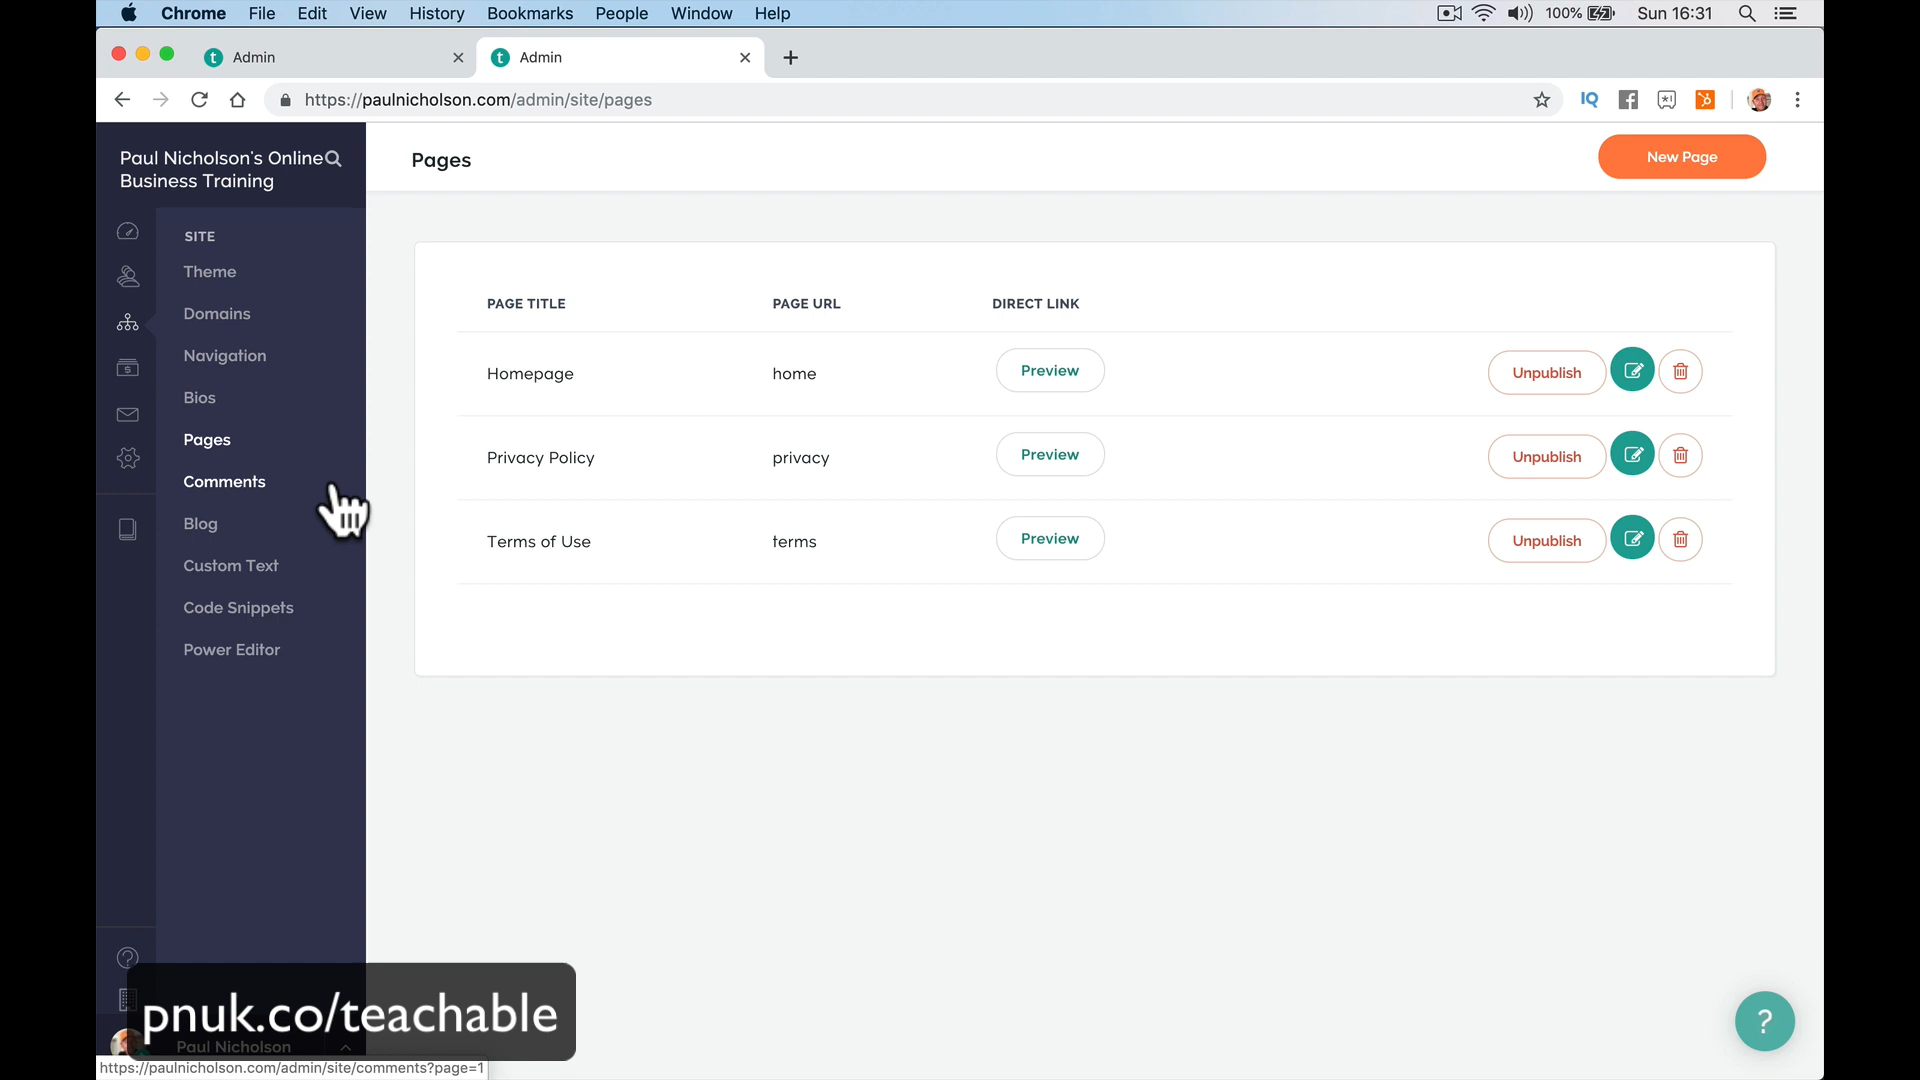 Chrome File Edit View History Bookmarks People Window Help 100% Sun 16:31
t Admin
t Admin
https://paulnicholson.com/admin/site/pages
IQ
Paul Nicholson's Online
Business Training
Pages
New Page
SITE
Theme
Domains
Navigation
Bios
Pages
Comments
Blog
Custom Text
Code Snippets
Power Editor
PAGE TITLE PAGE URL DIRECT LINK
Homepage home Preview Unpublish
Privacy Policy privacy Preview Unpublish
Terms of Use terms Preview Unpublish
pnuk.co/teachable
Paul Nicholson
https://paulnicholson.com/admin/site/comments?page=1
?